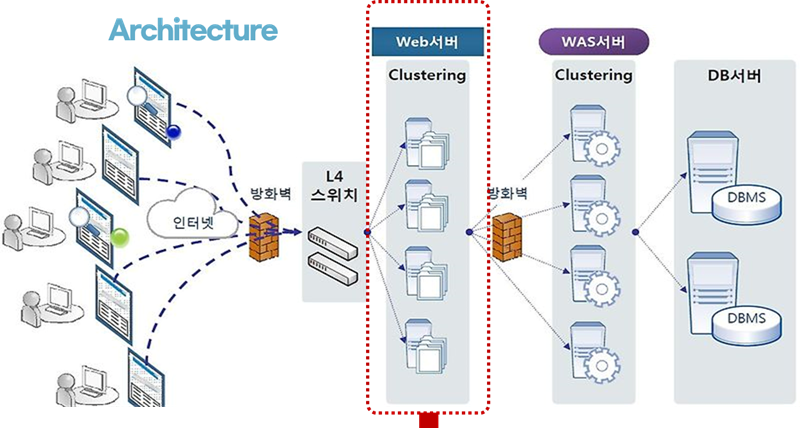 Architecture
Web서버
WAS서버
Clustering
Clustering
DB서버
L4
스위치
방화벽
방화벽
인터넷
DBMS
DBMS